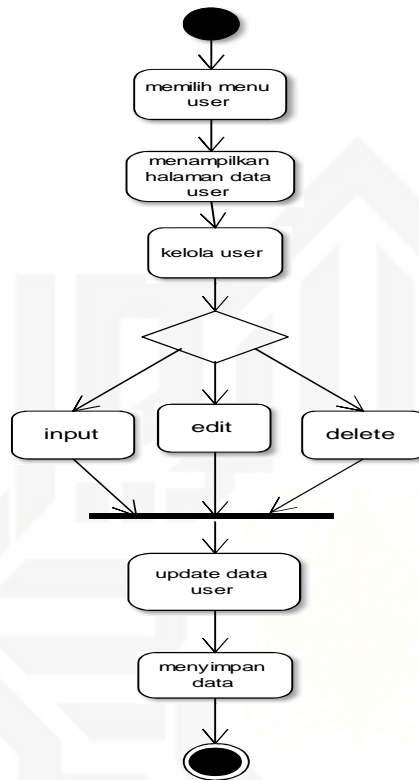 memilih menu
user
menampilkan
halaman data
user
kelola user
input
edit
delete
update data
user
menyimpan
data